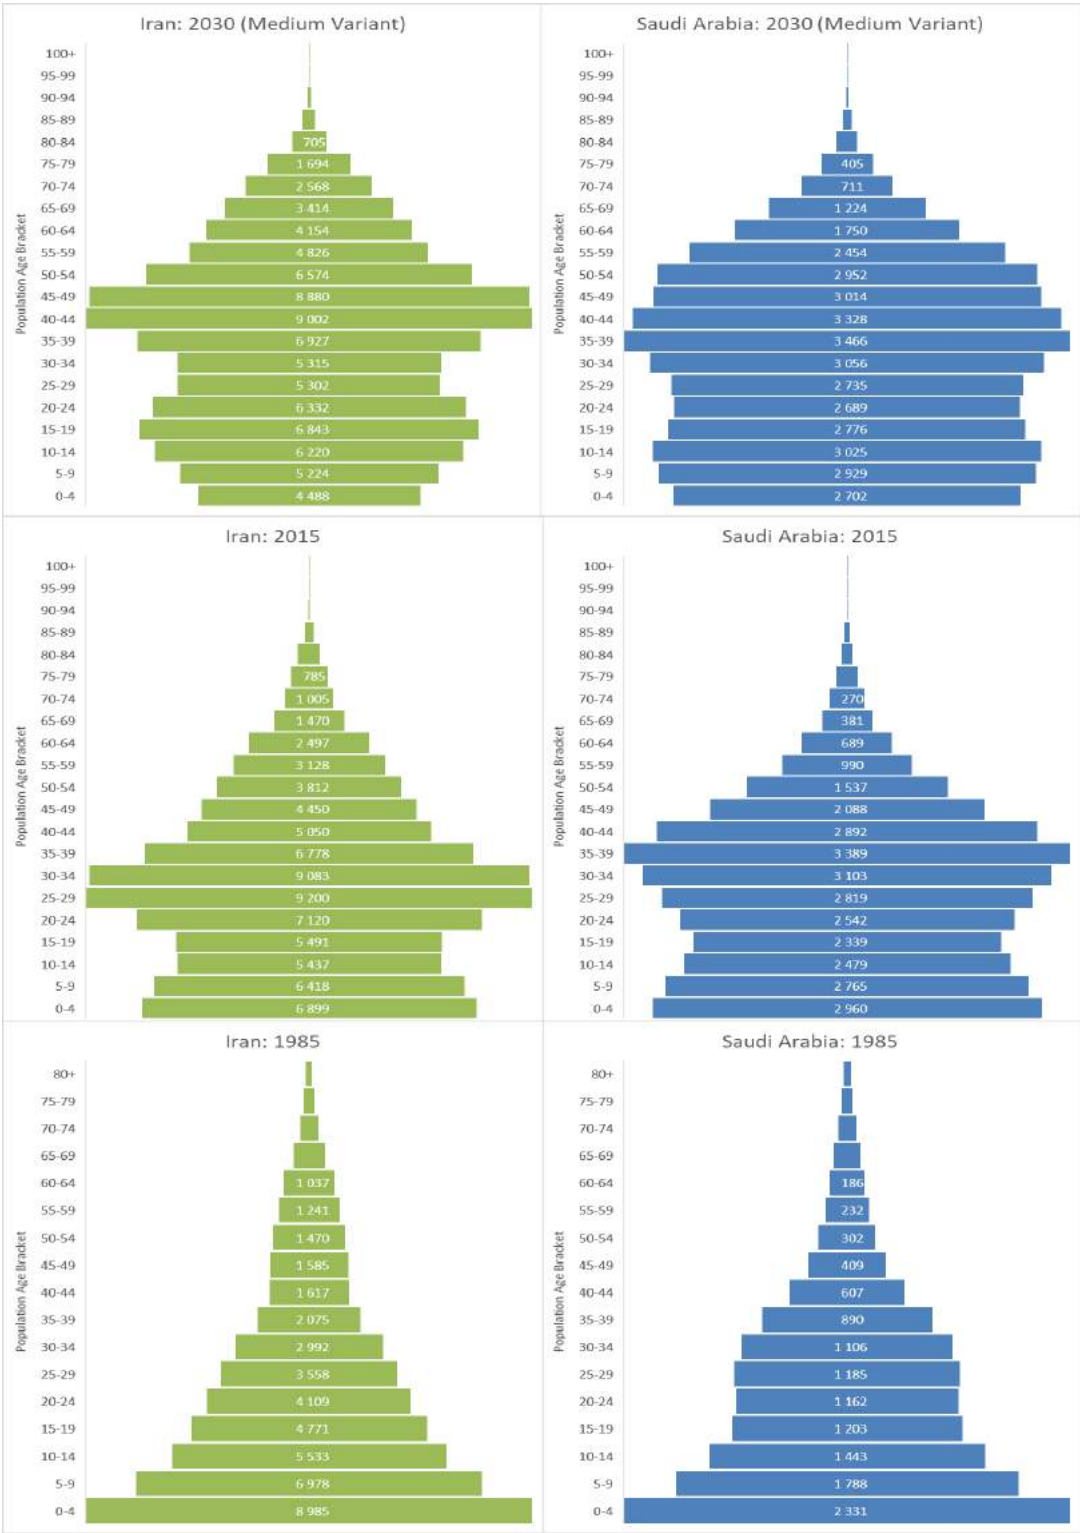 Iran: 2030 (Medium Variant)
Population Age Bracket
100+
95-99
90-94
85-89
80-84 705
75-79 1 694
70-74 2 568
65-69 3 414
60-64 4 154
55-59 4 826
50-54 6 574
45-49 8 880
40-44 9 002
35-39 6 927
30-34 5 315
25-29 5 302
20-24 6 332
15-19 6 843
10-14 6 220
5-9 5 224
0-4 4 488
Saudi Arabia: 2030 (Medium Variant)
Population Age Bracket
100+
95-99
90-94
85-89
80-84
75-79 405
70-74 711
65-69 1 224
60-64 1 750
55-59 2 454
50-54 2 952
45-49 3 014
40-44 3 328
35-39 3 466
30-34 3 056
25-29 2 735
20-24 2 689
15-19 2 776
10-14 3 025
5-9 2 929
0-4 2 702
Iran: 2015
Population Age Bracket
100+
95-99
90-94
85-89
80-84
75-79 785
70-74 1 005
65-69 1 470
60-64 2 497
55-59 3 128
50-54 3 812
45-49 4 450
40-44 5 050
35-39 6 778
30-34 9 083
25-29 9 200
20-24 7 120
15-19 5 491
10-14 5 437
5-9 6 418
0-4 6 899
Saudi Arabia: 2015
Population Age Bracket
100+
95-99
90-94
85-89
80-84
75-79
70-74 270
65-69 381
60-64 689
55-59 990
50-54 1 537
45-49 2 088
40-44 2 892
35-39 3 389
30-34 3 103
25-29 2 819
20-24 2 542
15-19 2 339
10-14 2 479
5-9 2 765
0-4 2 960
Iran: 1985
Population Age Bracket
80+
75-79
70-74
65-69
60-64 1 037
55-59 1 241
50-54 1 470
45-49 1 585
40-44 1 617
35-39 2 075
30-34 2 992
25-29 3 558
20-24 4 109
15-19 4 771
10-14 5 533
5-9 6 978
0-4 8 985
Saudi Arabia: 1985
Population Age Bracket
80+
75-79
70-74
65-69
60-64 186
55-59 232
50-54 302
45-49 409
40-44 607
35-39 890
30-34 1 106
25-29 1 185
20-24 1 162
15-19 1 203
10-14 1 443
5-9 1 788
0-4 2 331